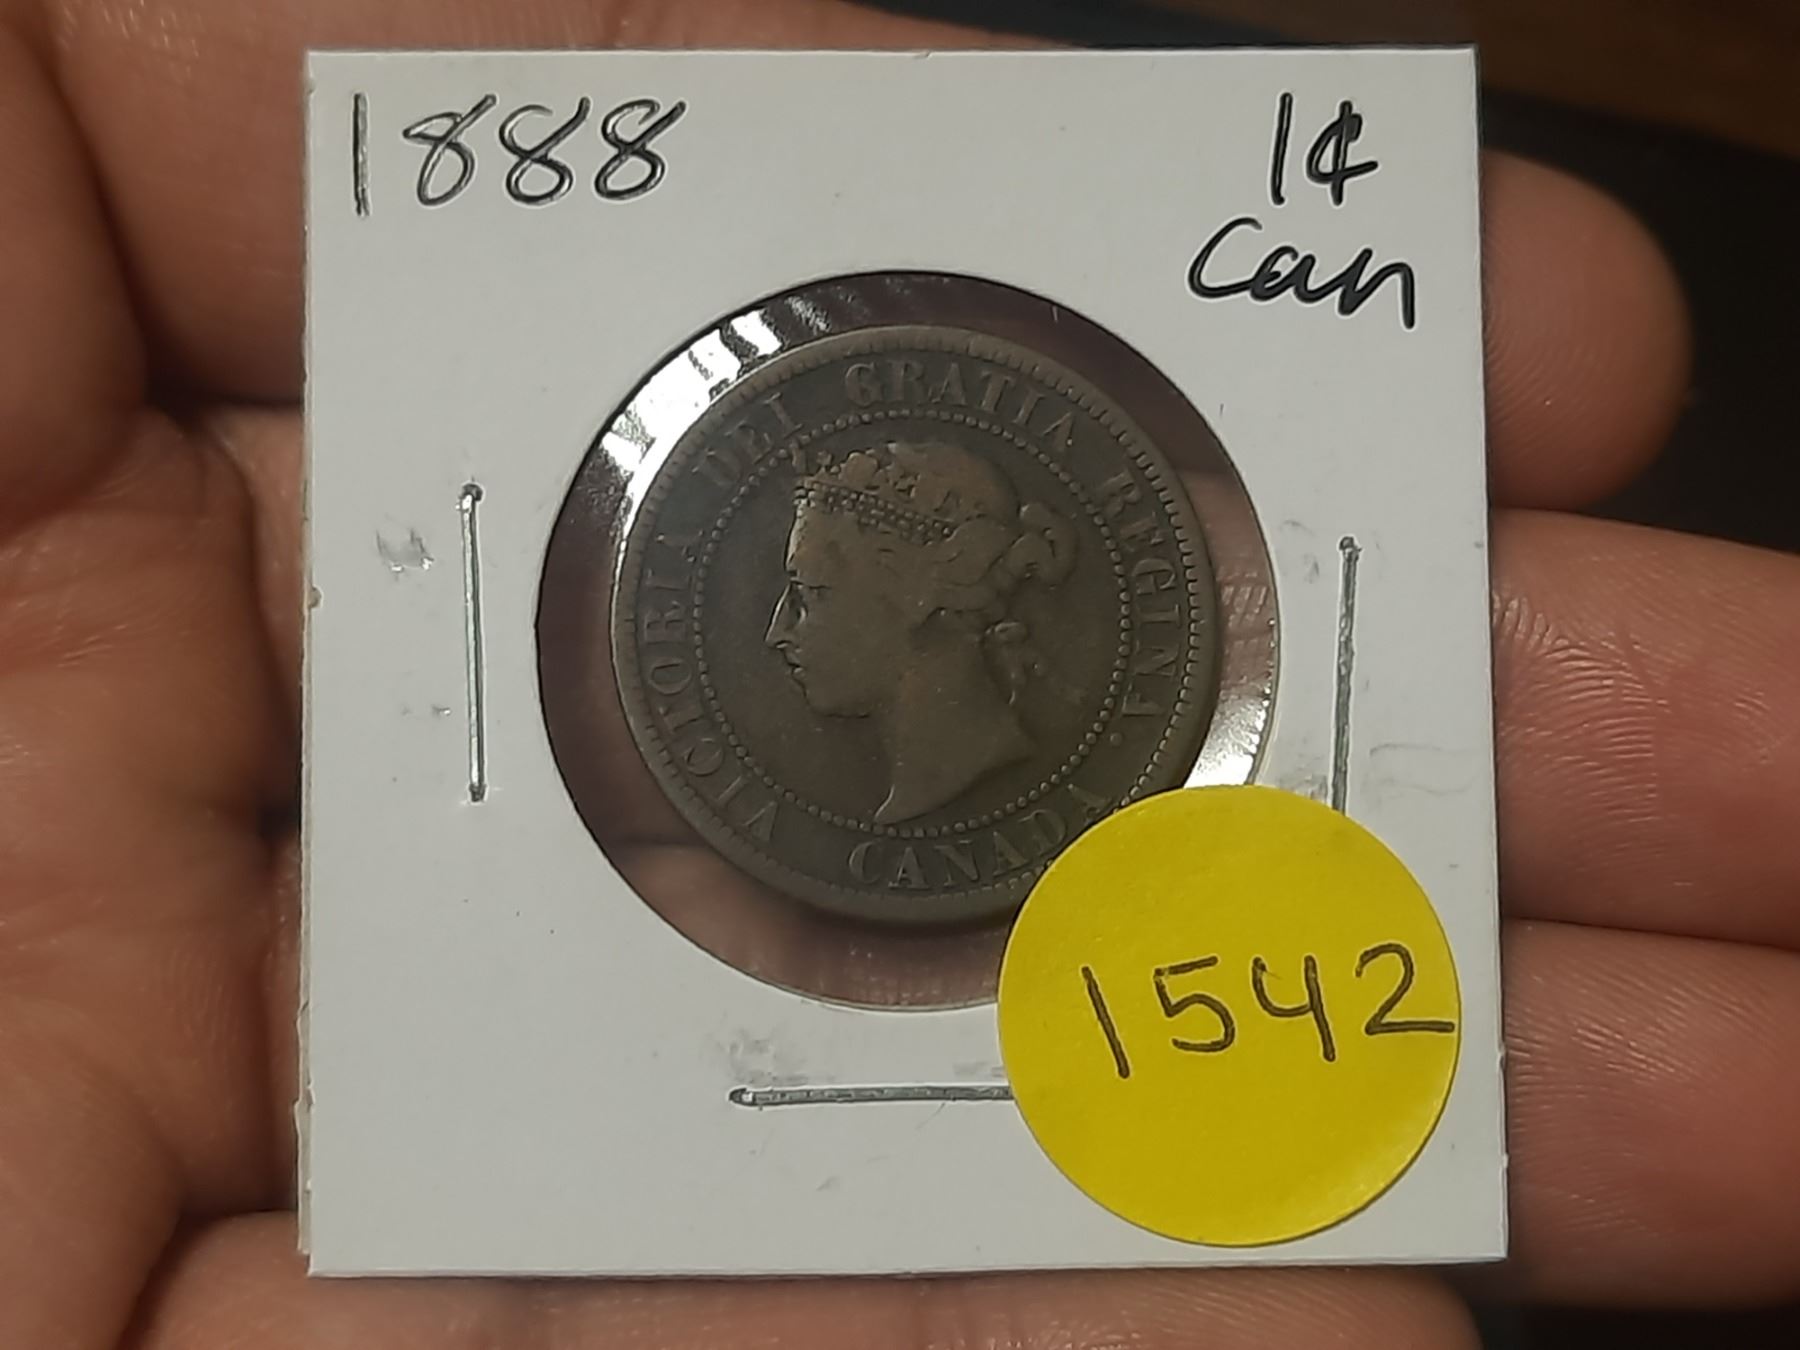 1888
1¢
Can
VICTORIA DEI GRATIA REGINA.
CANADA
1542